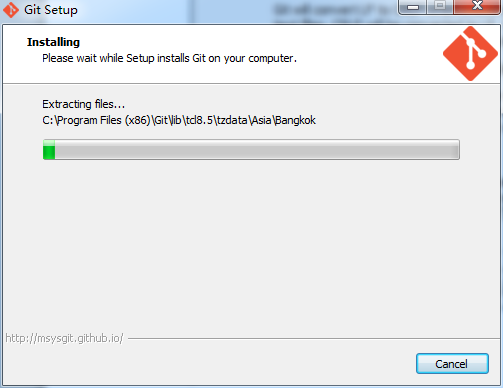 Git Setup
Installing
Please wait while Setup installs Git on your computer.
Extracting files...
C:\Program Files (x86)\Git\lib\tcl8.5\tzdata\Asia\Bangkok
http://msysgit.github.io/
Cancel